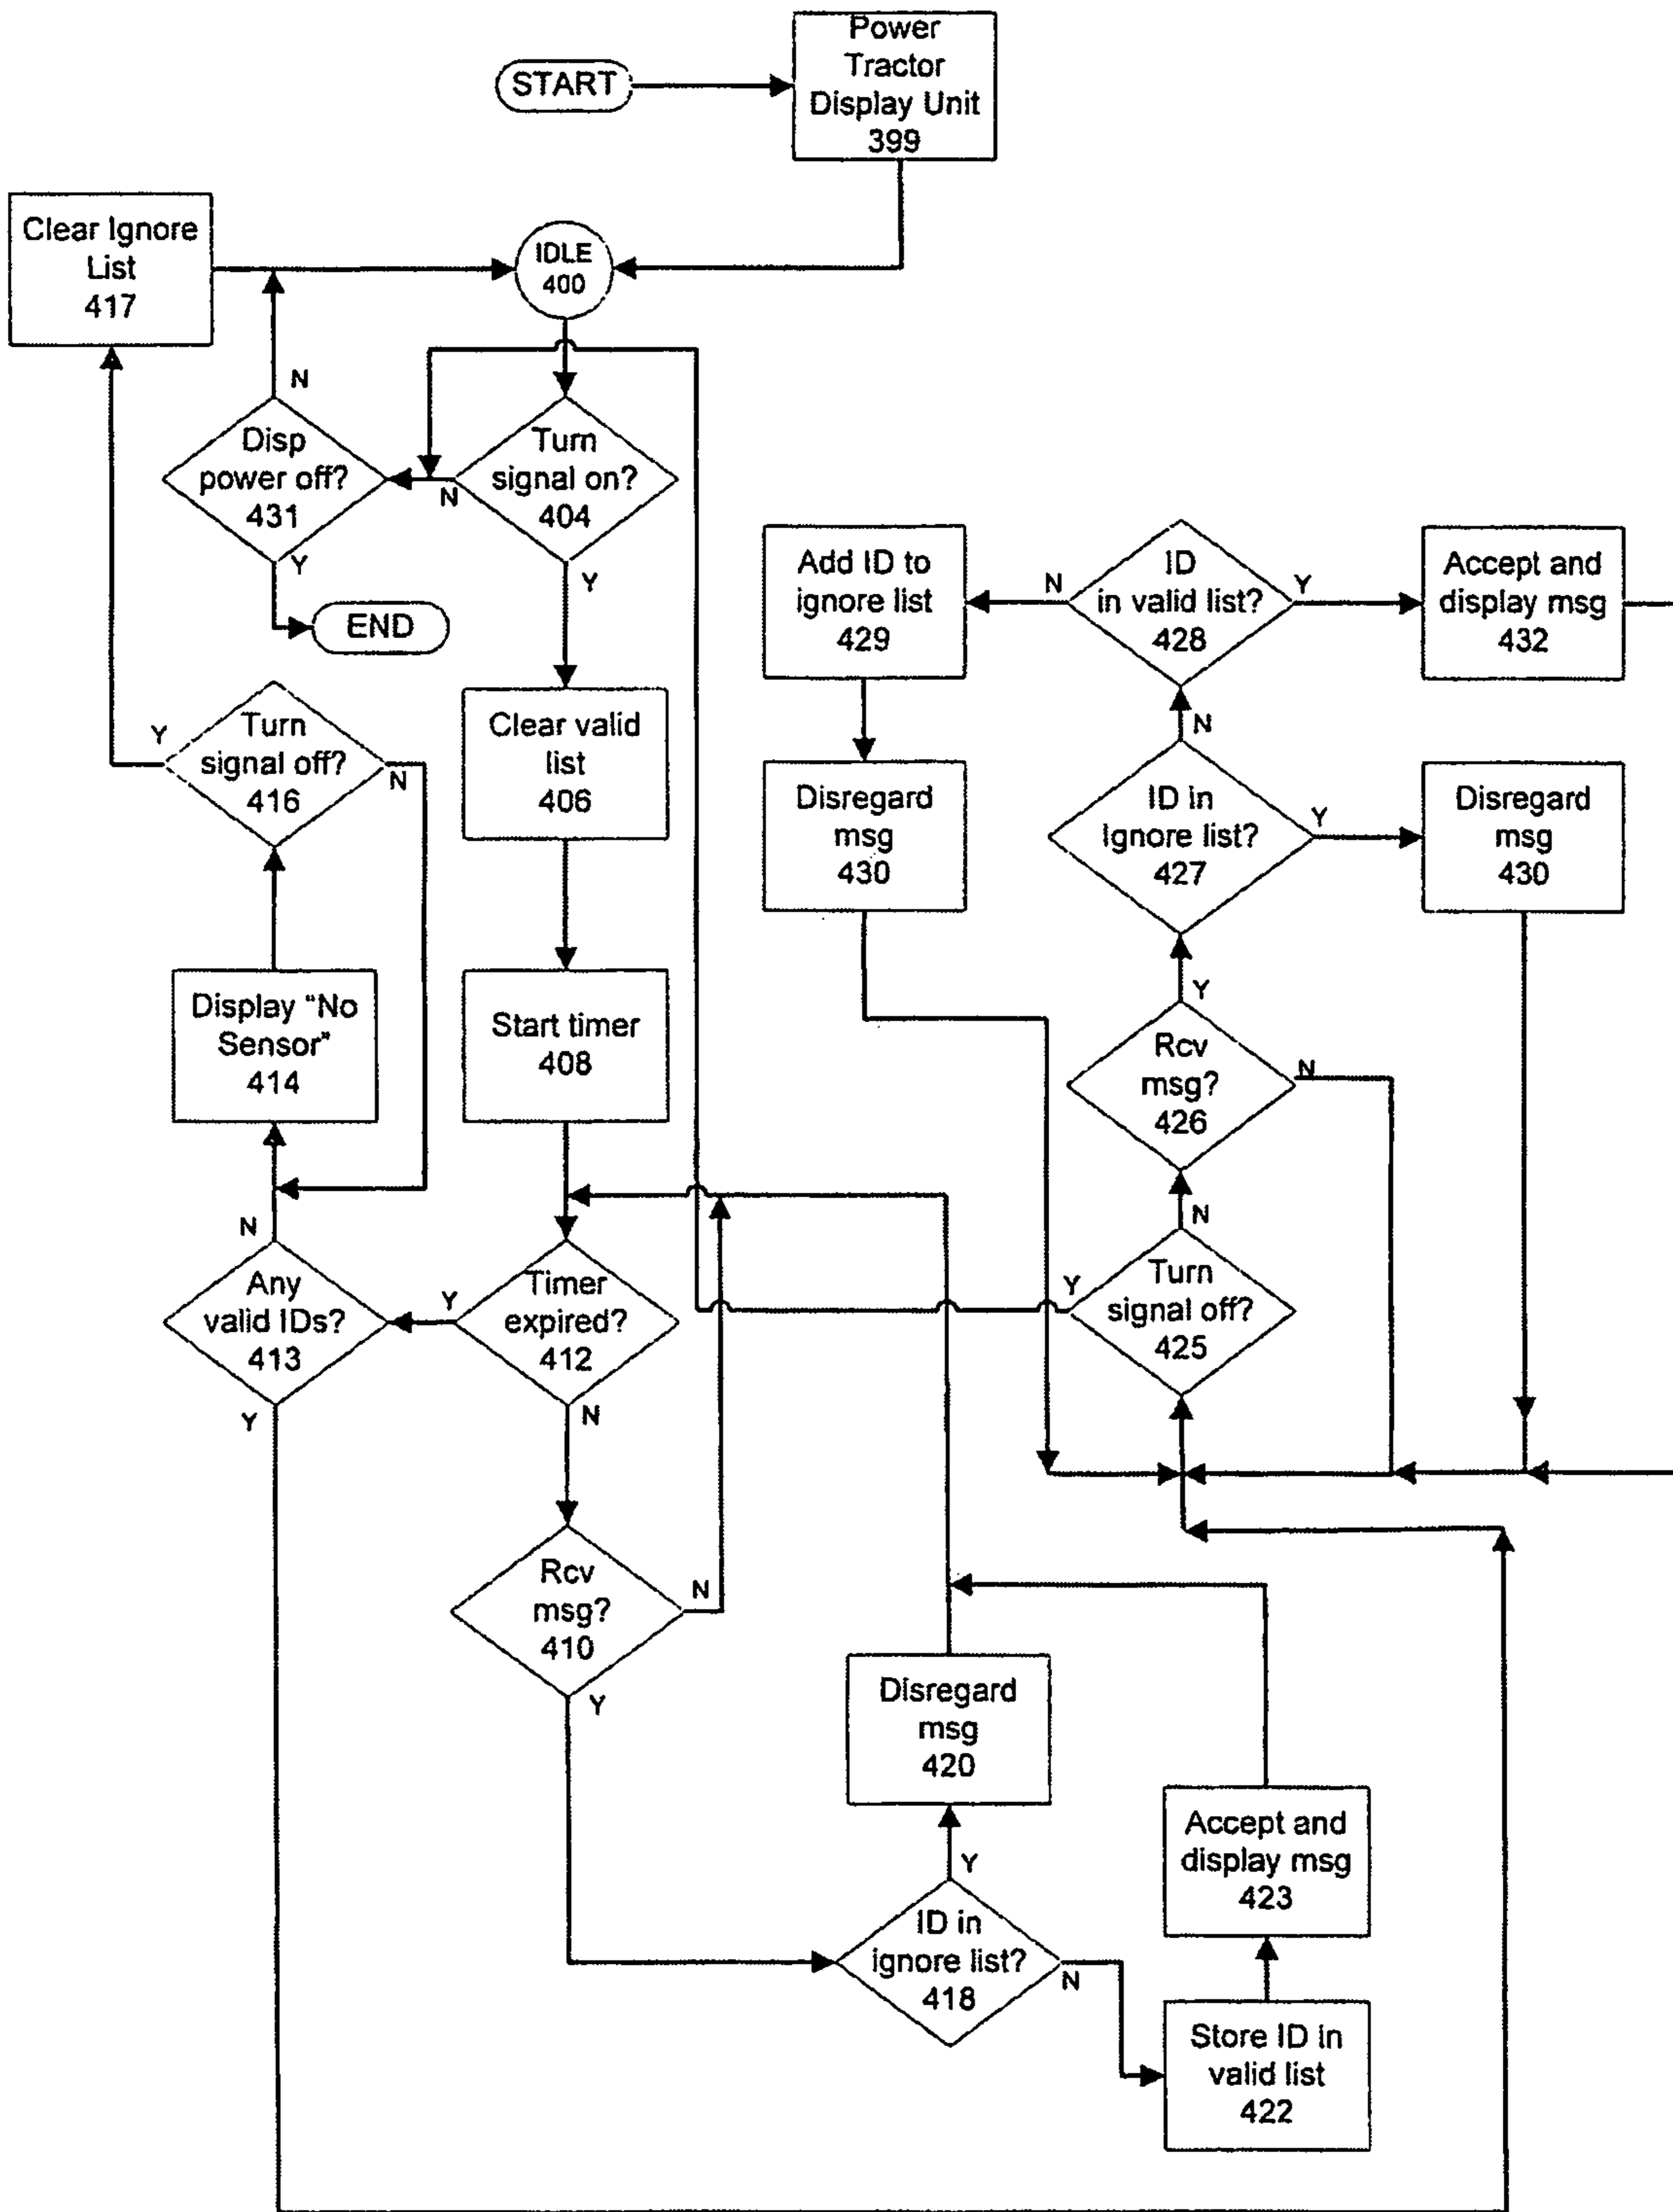 Power
Tractor
Display Unit
399
START
Clear Ignore
List
417
IDLE
400
N
Disp
power off?
431
Y
END
Turn
signal on?
404
N
Y
Add ID to
ignore list
429
N
ID
in valid list?
428
Y
Accept and
display msg
432
Y
Turn
signal off?
416
N
Clear valid
list
406
Disregard
msg
430
N
ID in
Ignore list?
427
Y
Disregard
msg
430
Display "No
Sensor"
414
Start timer
408
Y
Rcv
msg?
426
N
N
Any
valid IDs?
413
Y
Y
Timer
expired?
412
N
N
Y
Turn
signal off?
425
Rcv
msg?
410
N
Y
Disregard
msg
420
Y
ID in
ignore list?
418
N
Accept and
display msg
423
Store ID in
valid list
422